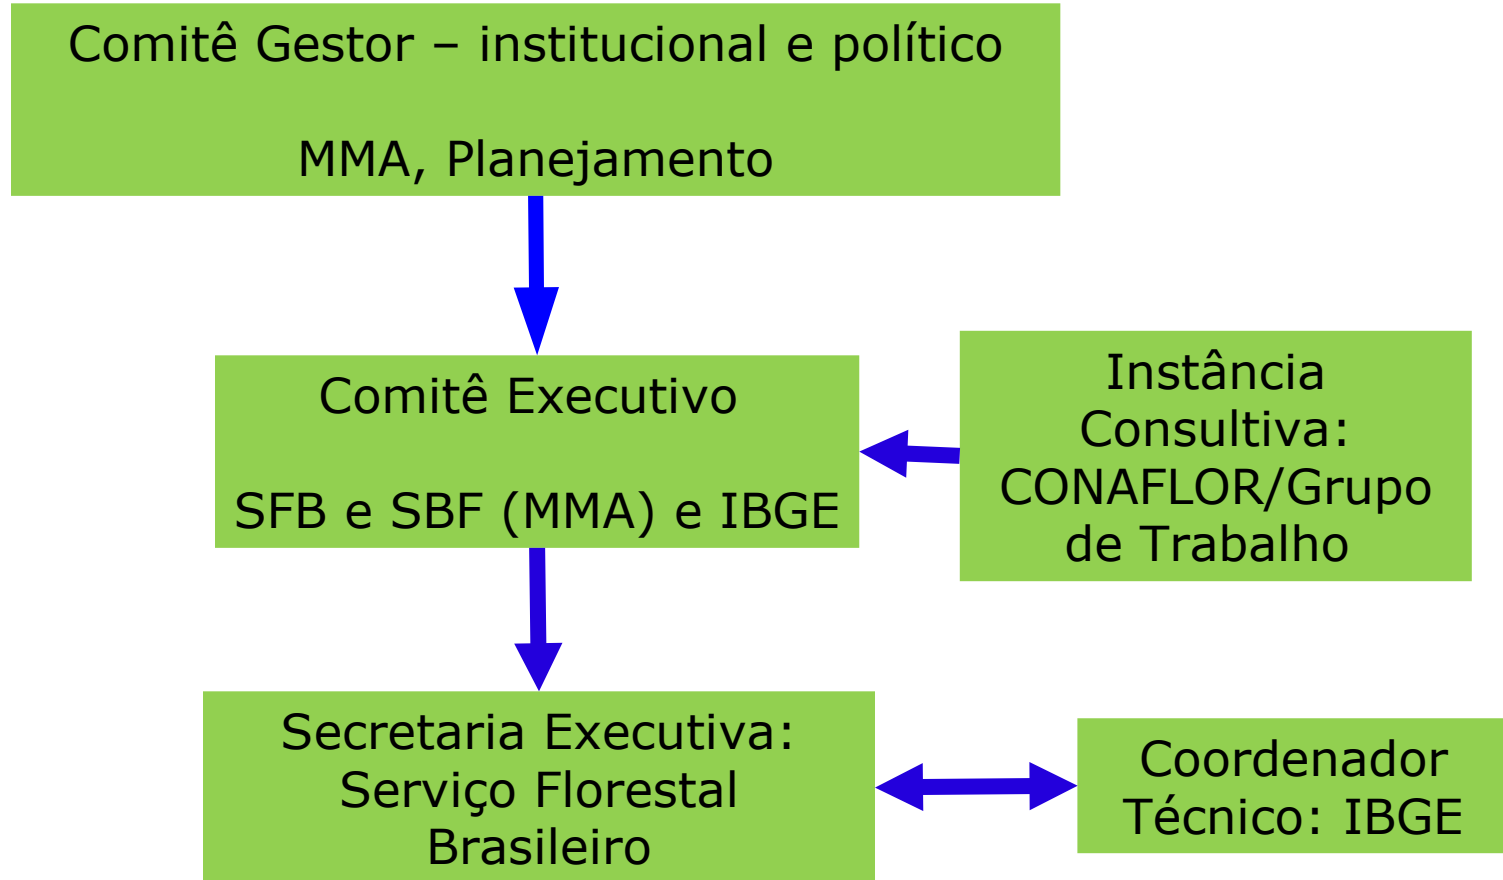 Comitê Gestor – institucional e político
MMA, Planejamento
Comitê Executivo
SFB e SBF (MMA) e IBGE
Instância
Consultiva:
CONAFLOR/Grupo
de Trabalho
Secretaria Executiva:
Serviço Florestal
Brasileiro
Coordenador
Técnico: IBGE